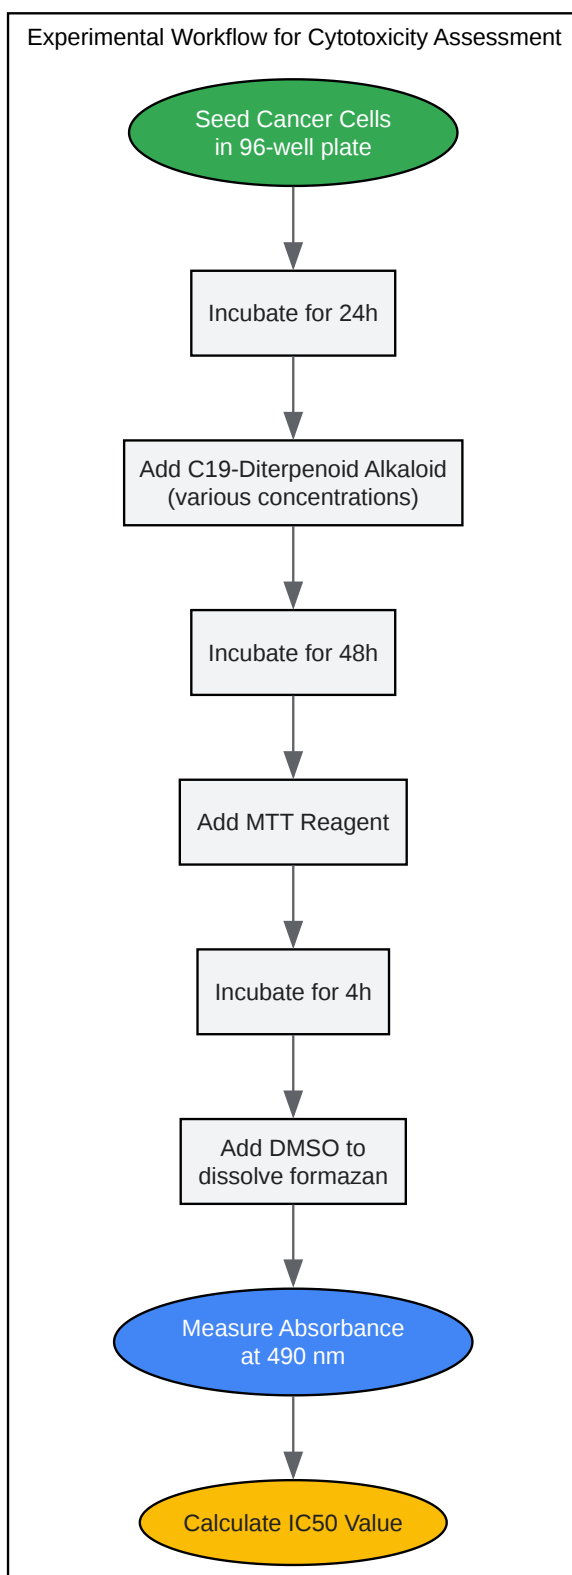 Experimental Workflow for Cytotoxicity Assessment
Seed Cancer Cells
in 96-well plate
Incubate for 24h
Add C19-Diterpenoid Alkaloid
(various concentrations)
Incubate for 48h
Add MTT Reagent
Incubate for 4h
Add DMSO to
dissolve formazan
Measure Absorbance
at 490 nm
Calculate IC50 Value